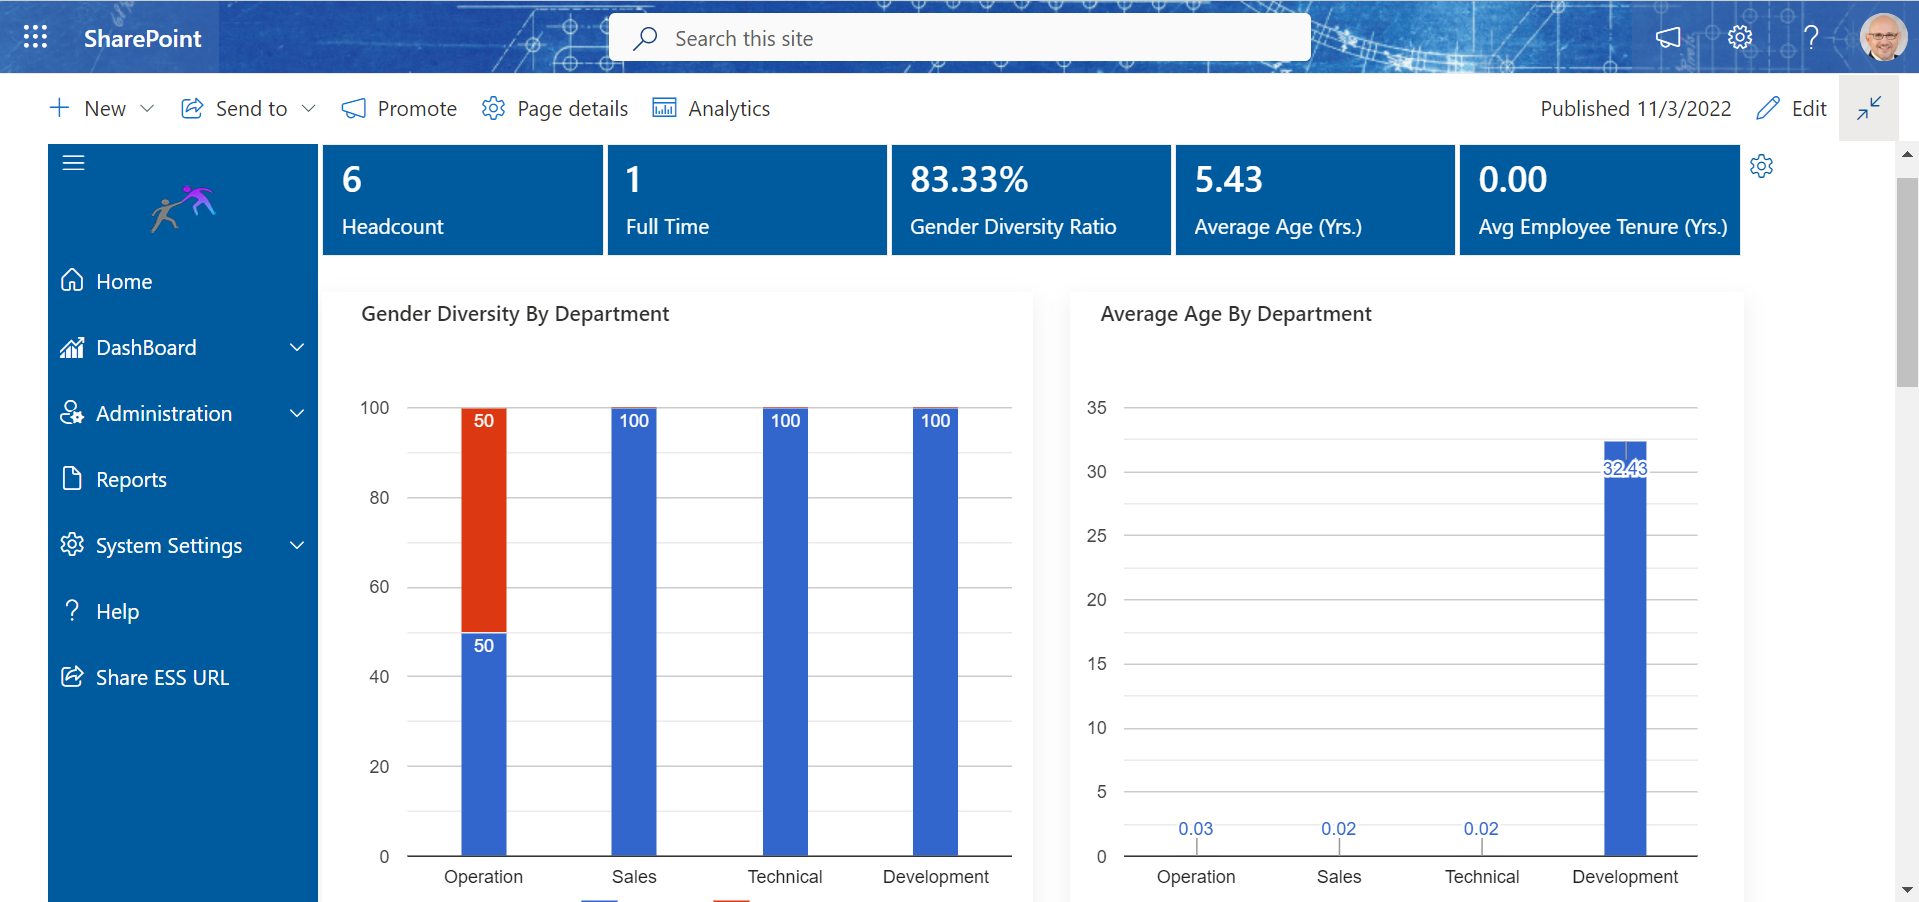 SharePoint
Search this site
New
Send to
Promote
Page details
Analytics
Published 11/3/2022
Edit
Home
DashBoard
Administration
Reports
System Settings
Help
Share ESS URL
6
Headcount
1
Full Time
83.33%
Gender Diversity Ratio
5.43
Average Age (Yrs.)
0.00
Avg Employee Tenure (Yrs.)
Gender Diversity By Department
100
80
60
40
20
0
50
50
100
100
100
Operation
Sales
Technical
Development
Average Age By Department
35
30
25
20
15
10
5
0
0.03
0.02
0.02
32.43
Operation
Sales
Technical
Development